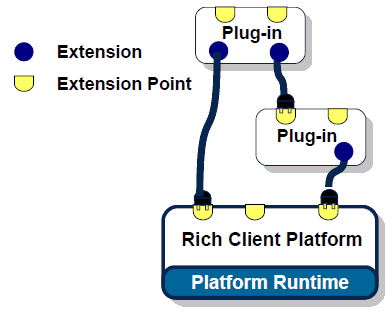 Plug-in
Extension
Extension Point
Plug-in
Rich Client Platform
Platform Runtime